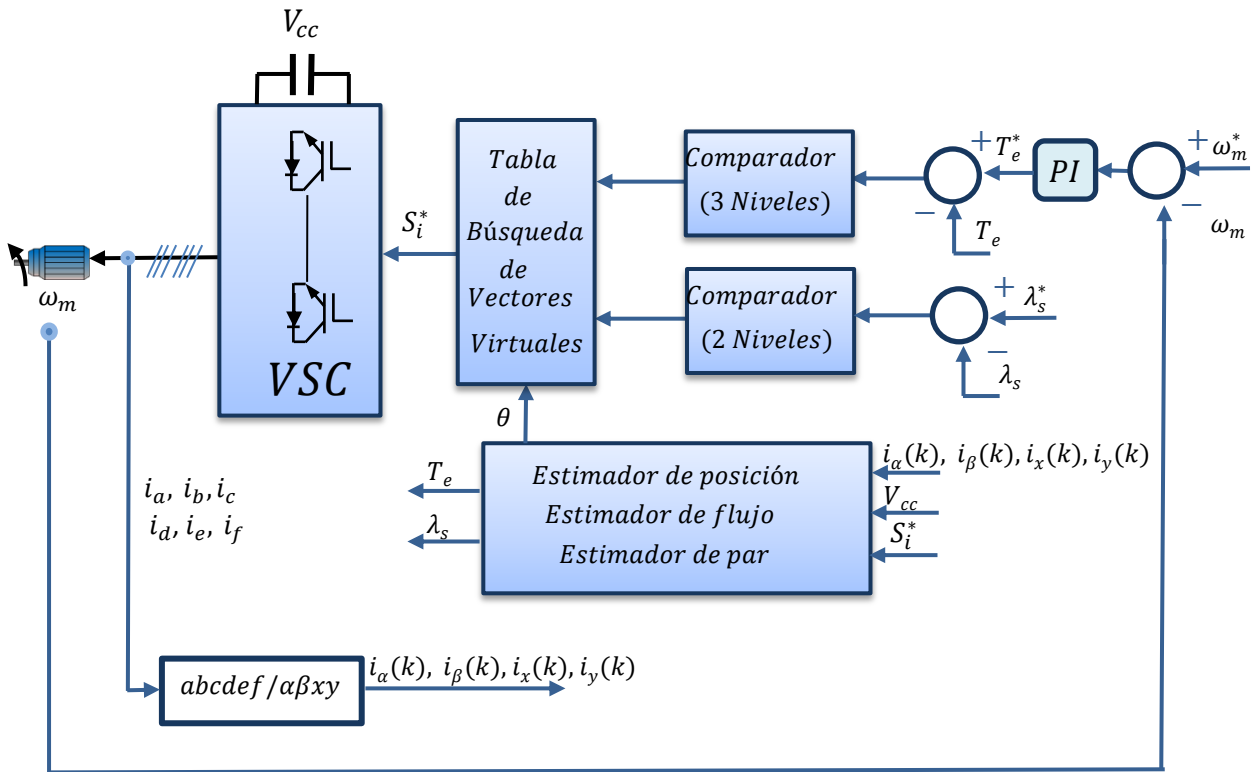 V_cc
VSC
S_i^*
Tabla
de
Búsqueda
de
Vectores
Virtuales
Comparador
(3 Niveles)
+
T_e^*
−
T_e
PI
+
ω_m^*
−
ω_m
Comparador
(2 Niveles)
+
λ_s^*
−
λ_s
ω_m
θ
Estimador de posición
Estimador de flujo
Estimador de par
i_α(k), i_β(k), i_x(k), i_y(k)
V_cc
S_i^*
T_e
λ_s
i_a, i_b, i_c
i_d, i_e, i_f
abcdef/αβxy
i_α(k), i_β(k), i_x(k), i_y(k)